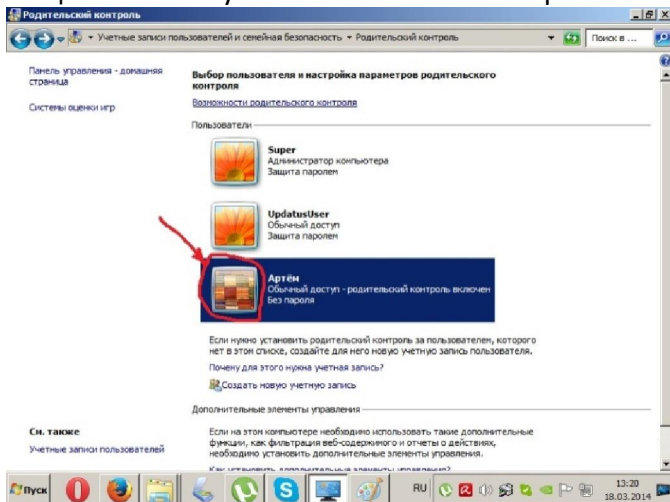 Родительский контроль
Учетные записи пользователей и семейная безопасность
Родительский контроль
Поиск в ...
Панель управления - домашняя
страница
Системы оценки игр
Выбор пользователя и настройка параметров родительского
контроля
Возможности родительского контроля
Пользователи
Super
Администратор компьютера
Защита паролем
UpdatusUser
Обычный доступ
Защита паролем
Артём
Обычный доступ - родительский контроль включен
Без пароля
Если нужно установить родительский контроль за пользователем, которого
нет в этом списке, создайте для него новую учетную запись пользователя.
Почему для этого нужна учетная запись?
Создать новую учетную запись
Дополнительные элементы управления
Если на этом компьютере необходимо использовать такие дополнительные
функции, как фильтрация веб-содержимого и отчеты о действиях,
необходимо установить дополнительные элементы управления.
Как установить дополнительные элементы управления?
См. также
Учетные записи пользователей
Пуск
RU
13:20
18.03.2014